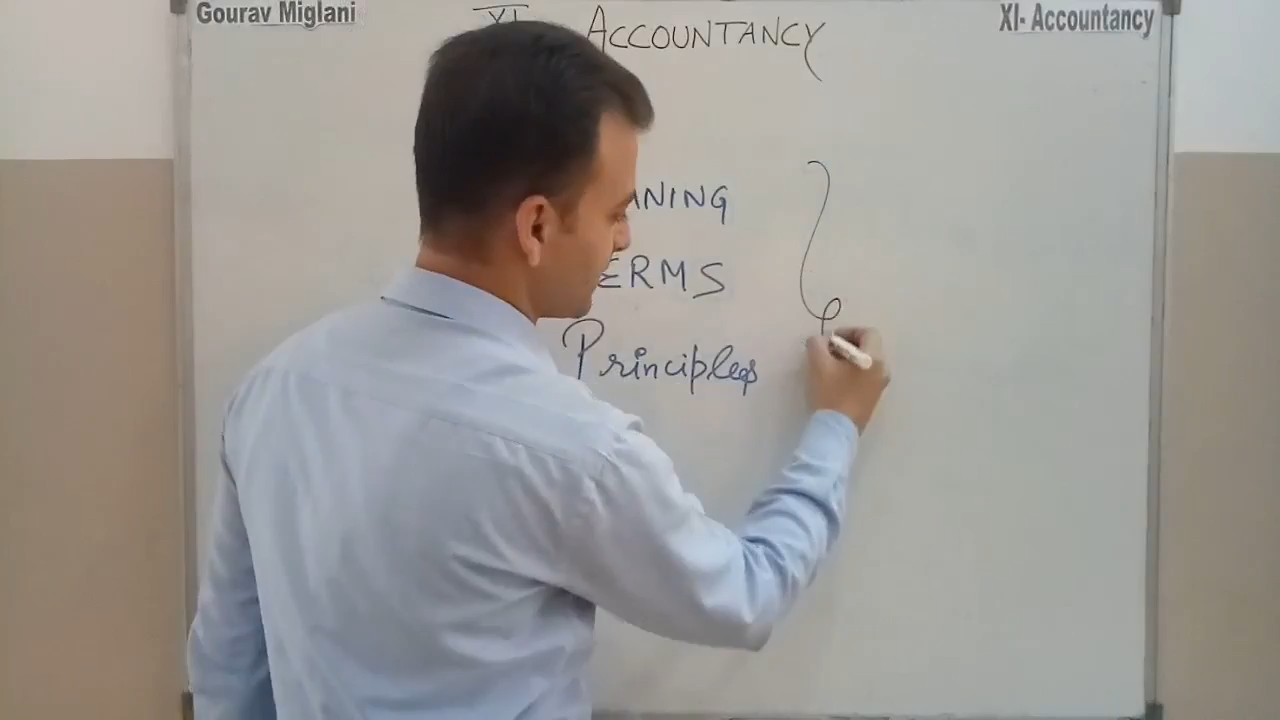 Gourav Miglani
XI- Accountancy
XI ACCOUNTANCY
ANING
ERMS
Principles